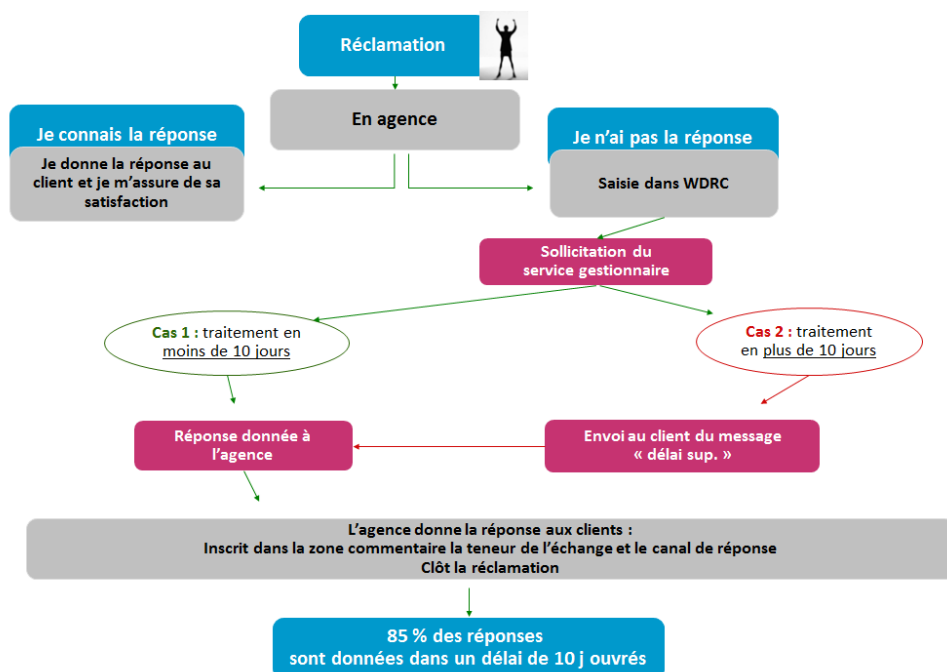 Réclamation
En agence
Je connais la réponse
Je donne la réponse au
client et je m'assure de sa
satisfaction
Je n'ai pas la réponse
Saisie dans WDRC
Sollicitation du
service gestionnaire
Cas 1 : traitement en
moins de 10 jours
Cas 2 : traitement
en plus de 10 jours
Réponse donnée à
l'agence
Envoi au client du message
« délai sup. »
L'agence donne la réponse aux clients :
Inscrit dans la zone commentaire la teneur de l'échange et le canal de réponse
Clôt la réclamation
85 % des réponses
sont données dans un délai de 10 j ouvrés